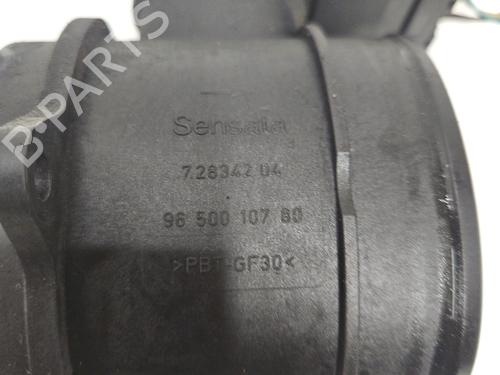 B-PARTS
Sensata
7.28342 04
96 500 107 80
>PBT-GF30<